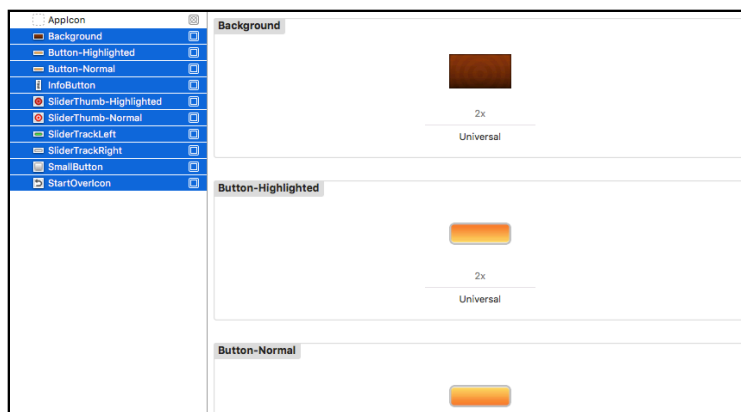 AppIcon
Background
Button-Highlighted
Button-Normal
InfoButton
SliderThumb-Highlighted
SliderThumb-Normal
SliderTrackLeft
SliderTrackRight
SmallButton
StartOverIcon
Background
2x
Universal
Button-Highlighted
2x
Universal
Button-Normal